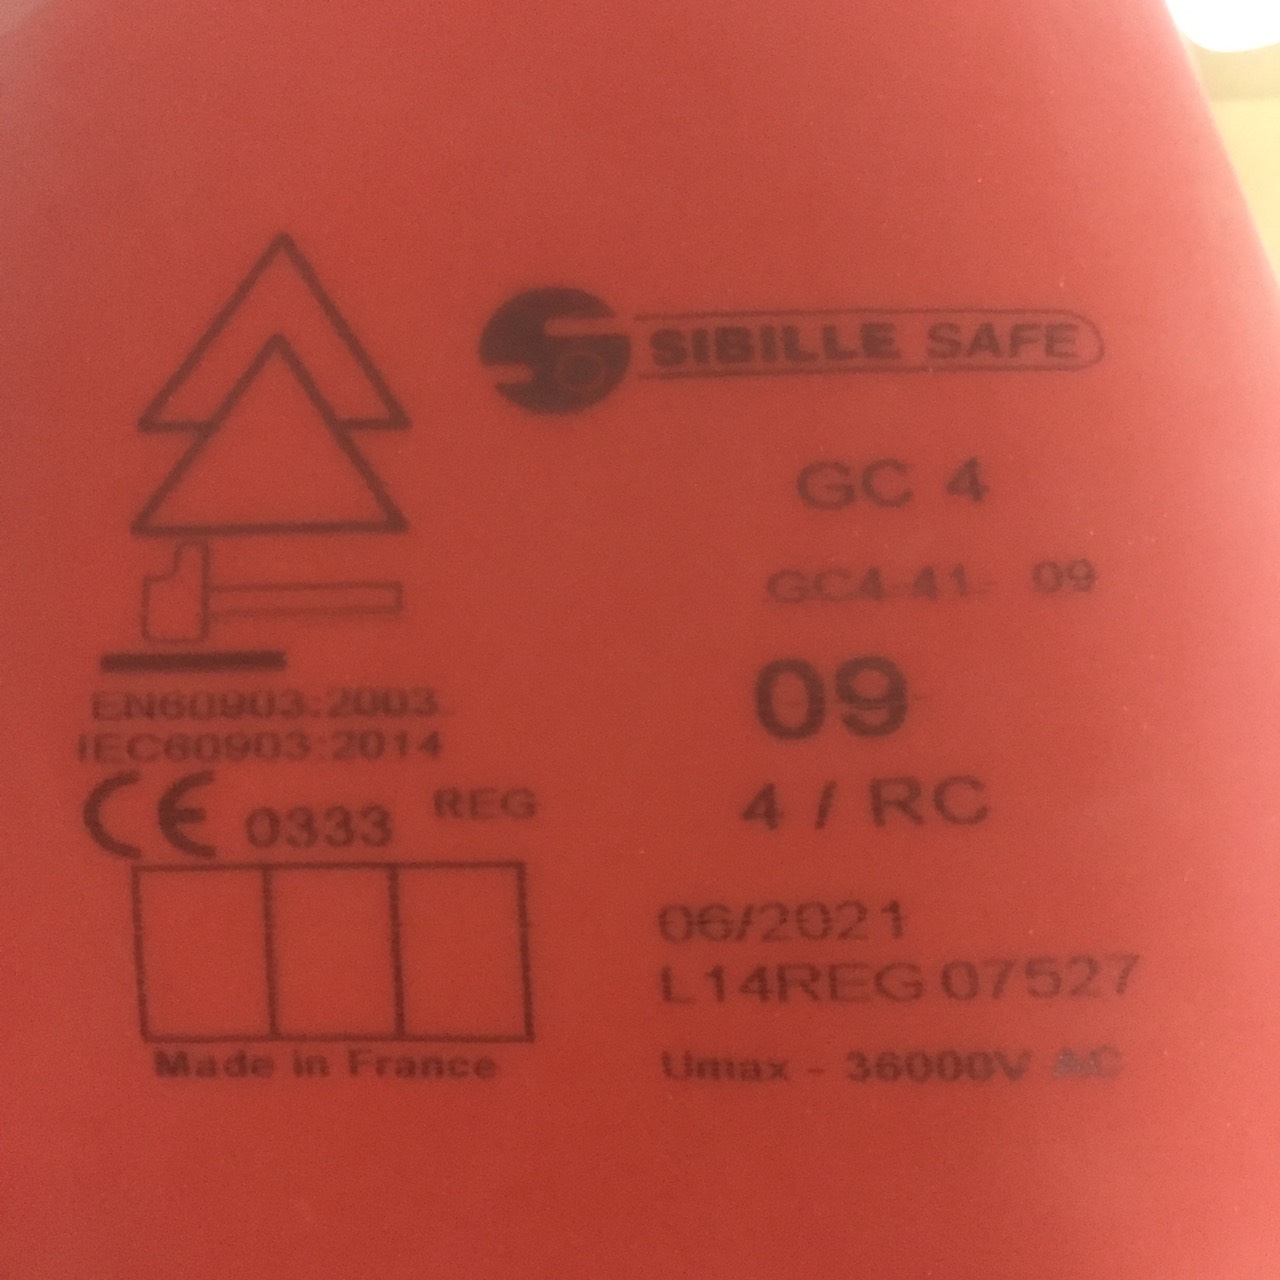 SIBILLE SAFE
GC 4
GC4-41- 09
09
4 / RC
EN60903:2003
IEC60903:2014
CE 0333 REG
06/2021
L14REG 07527
Made in France
Umax - 36000V AC